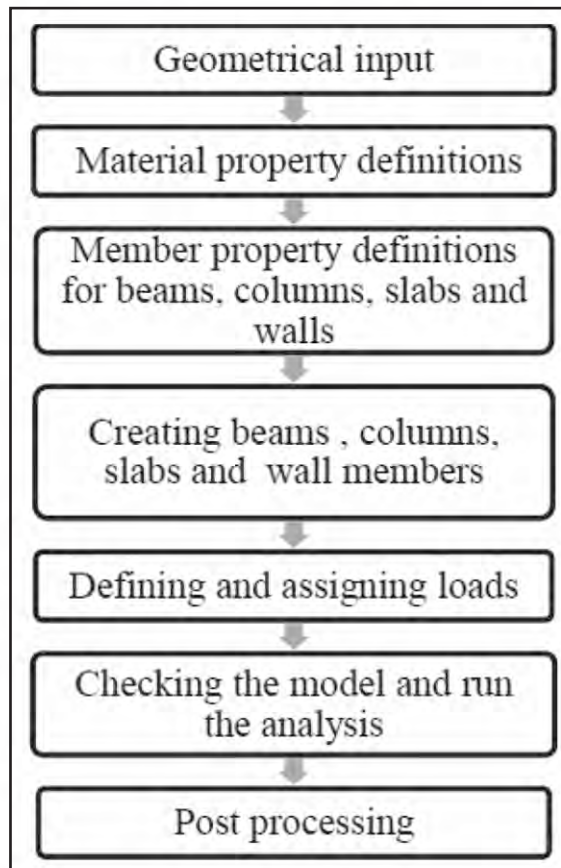 Geometrical input
Material property definitions
Member property definitions
for beams, columns, slabs and
walls
Creating beams , columns,
slabs and wall members
Defining and assigning loads
Checking the model and run
the analysis
Post processing